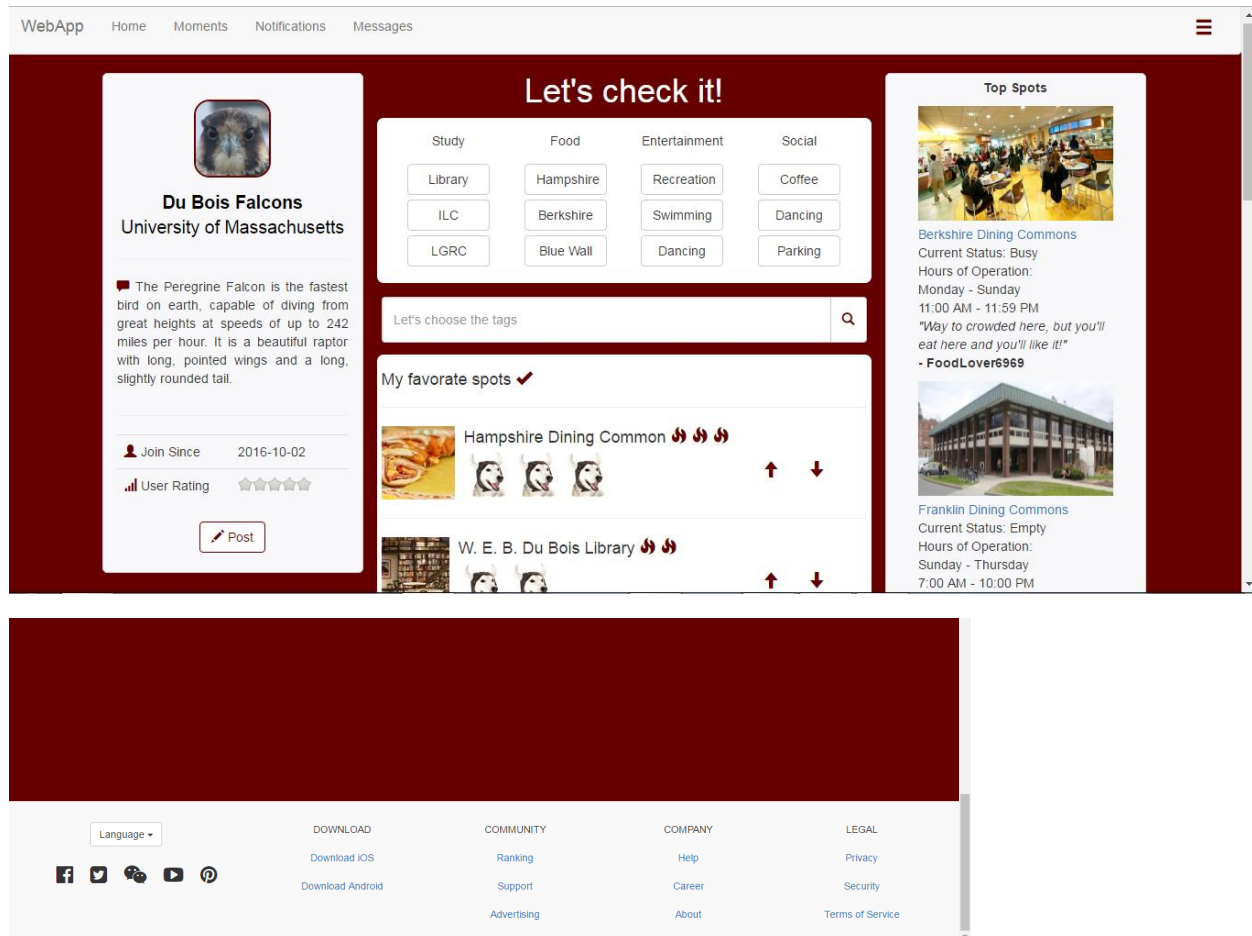 WebApp Home Moments Notifications Messages
Du Bois Falcons
University of Massachusetts
The Peregrine Falcon is the fastest
bird on earth, capable of diving from
great heights at speeds of up to 242
miles per hour. It is a beautiful raptor
with long, pointed wings and a long,
slightly rounded tail.
Join Since 2016-10-02
User Rating
Post
Let's check it!
Study Food Entertainment Social
Library Hampshire Recreation Coffee
ILC Berkshire Swimming Dancing
LGRC Blue Wall Dancing Parking
Let's choose the tags
My favorate spots
Hampshire Dining Common
W. E. B. Du Bois Library
Top Spots
Berkshire Dining Commons
Current Status: Busy
Hours of Operation:
Monday - Sunday
11:00 AM - 11:59 PM
"Way to crowded here, but you'll
eat here and you'll like it!"
- FoodLover6969
Franklin Dining Commons
Current Status: Empty
Hours of Operation:
Sunday - Thursday
7:00 AM - 10:00 PM
Language
DOWNLOAD COMMUNITY COMPANY LEGAL
Download iOS Ranking Help Privacy
Download Android Support Career Security
Advertising About Terms of Service